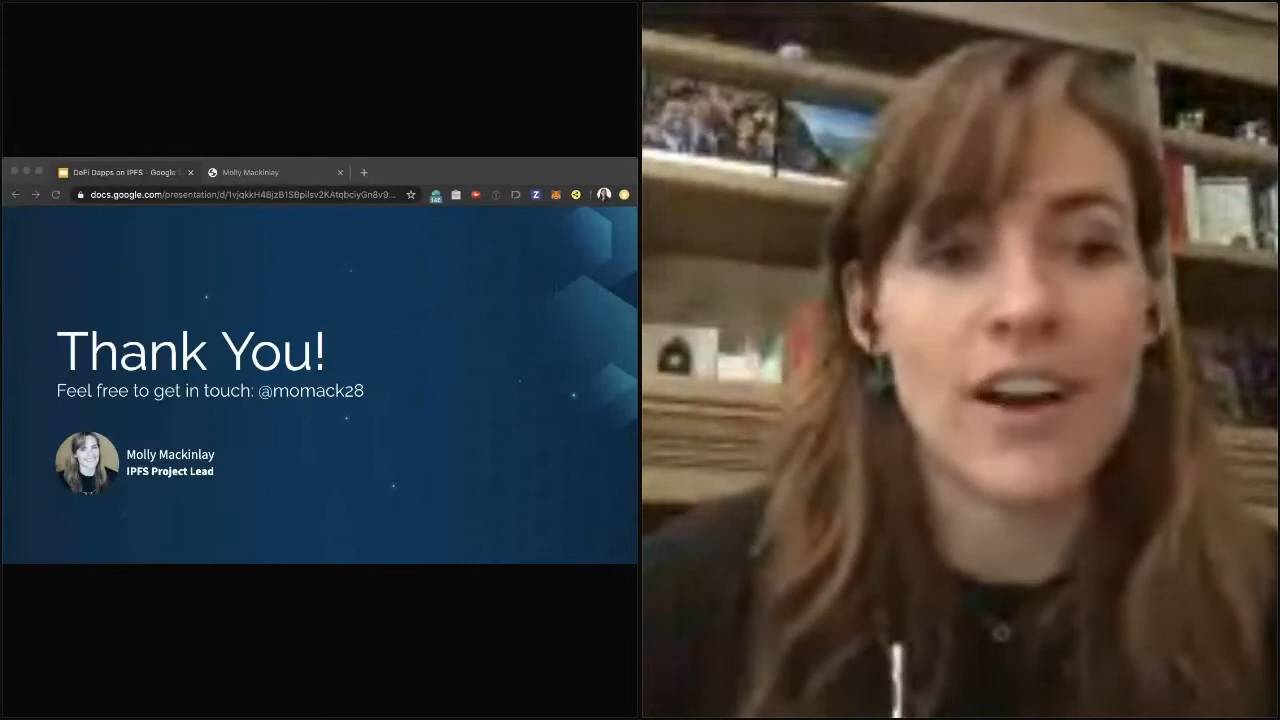 DeFi Dapps on IPFS - Google
Molly Mackinlay
Thank You!
Feel free to get in touch: @momack28
Molly Mackinlay
IPFS Project Lead